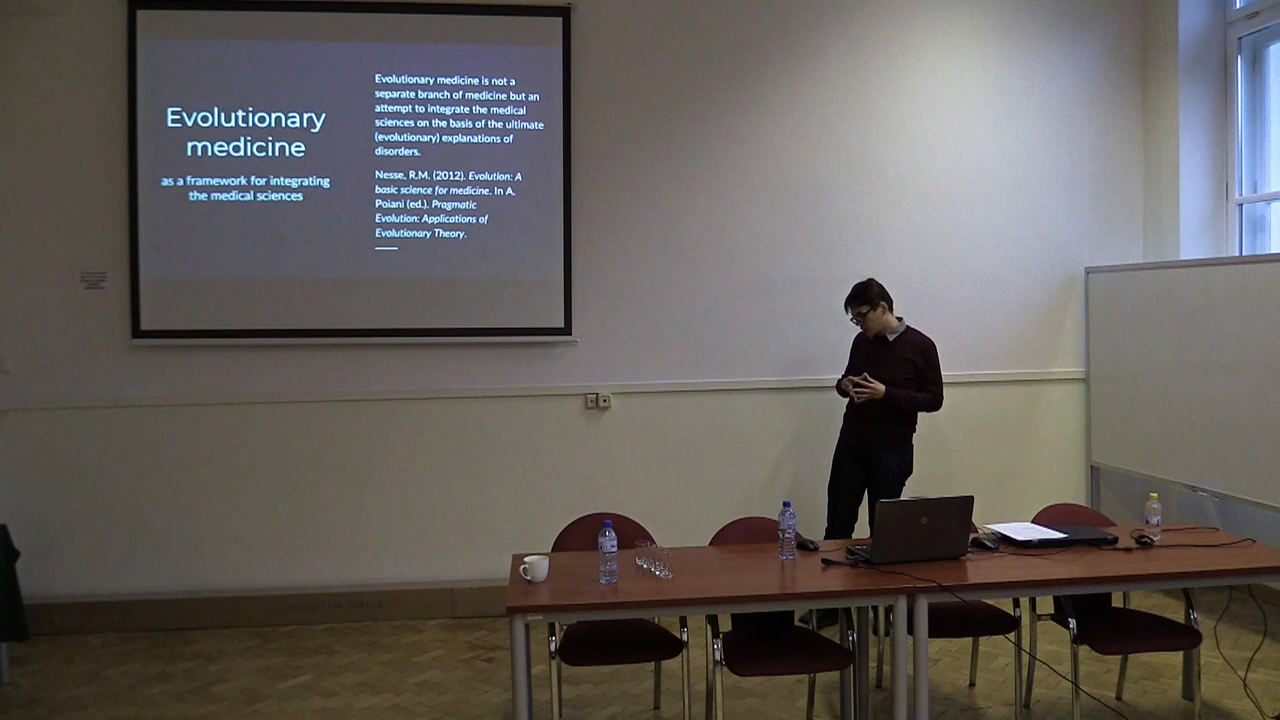 Evolutionary
medicine
as a framework for integrating
the medical sciences
Evolutionary medicine is not a
separate branch of medicine but an
attempt to integrate the medical
sciences on the basis of the ultimate
(evolutionary) explanations of
disorders.
Nesse, R.M. (2012). Evolution: A
basic science for medicine. In A.
Poiani (ed.). Pragmatic
Evolution: Applications of
Evolutionary Theory.
hp